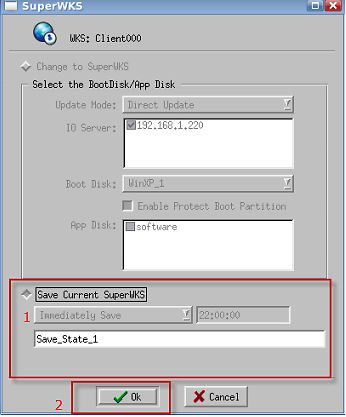 SuperWKS
WKS: Client000
Change to SuperWKS
Select the BootDisk/App Disk
Update Mode: Direct Update
IO Server: 192.168.1.220
Boot Disk: WinXP_1
Enable Protect Boot Partition
App Disk: software
Save Current SuperWKS
1 Immediately Save 22:00:00
Save_State_1
2 Ok Cancel